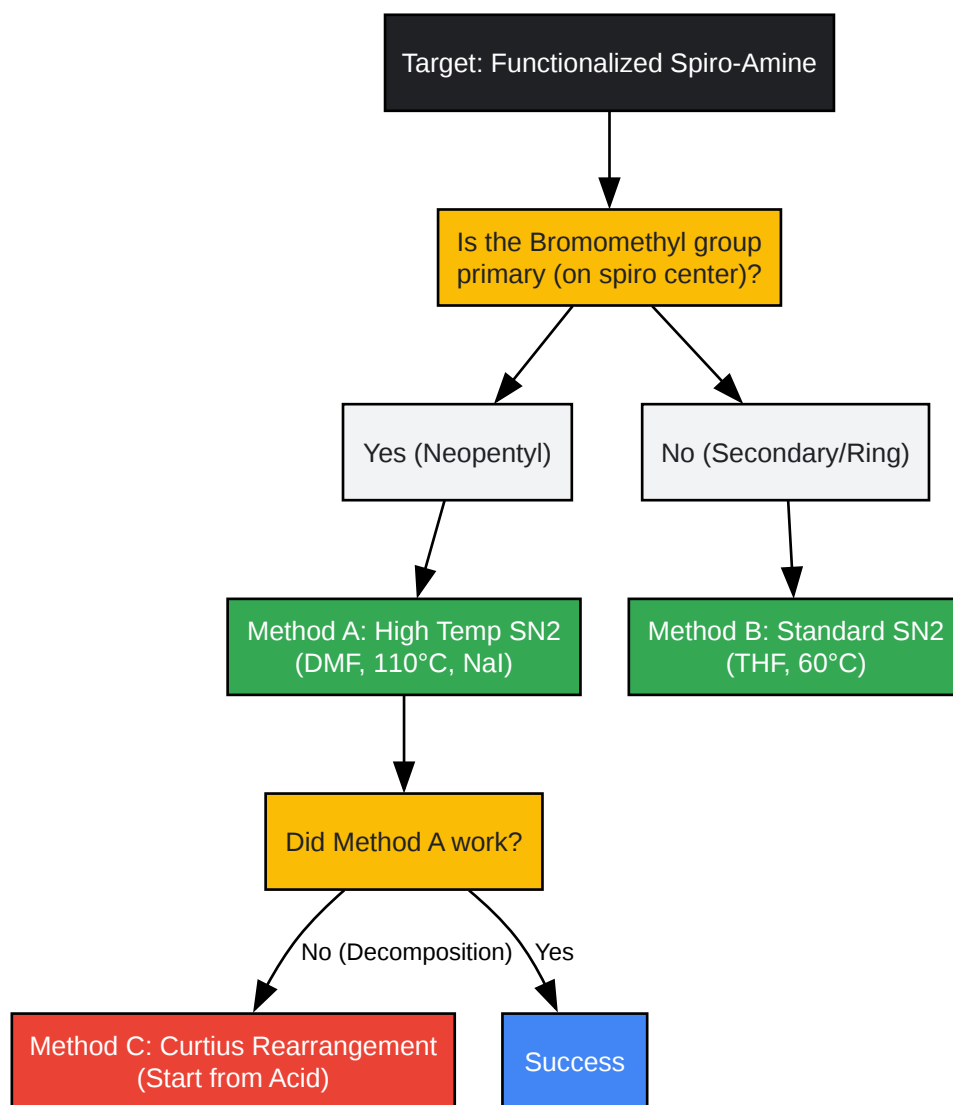 Target: Functionalized Spiro-Amine
Is the Bromomethyl group
primary (on spiro center)?
Yes (Neopentyl)
No (Secondary/Ring)
Method A: High Temp SN2
(DMF, 110°C, NaI)
Method B: Standard SN2
(THF, 60°C)
Did Method A work?
No (Decomposition)
Yes
Method C: Curtius Rearrangement
(Start from Acid)
Success